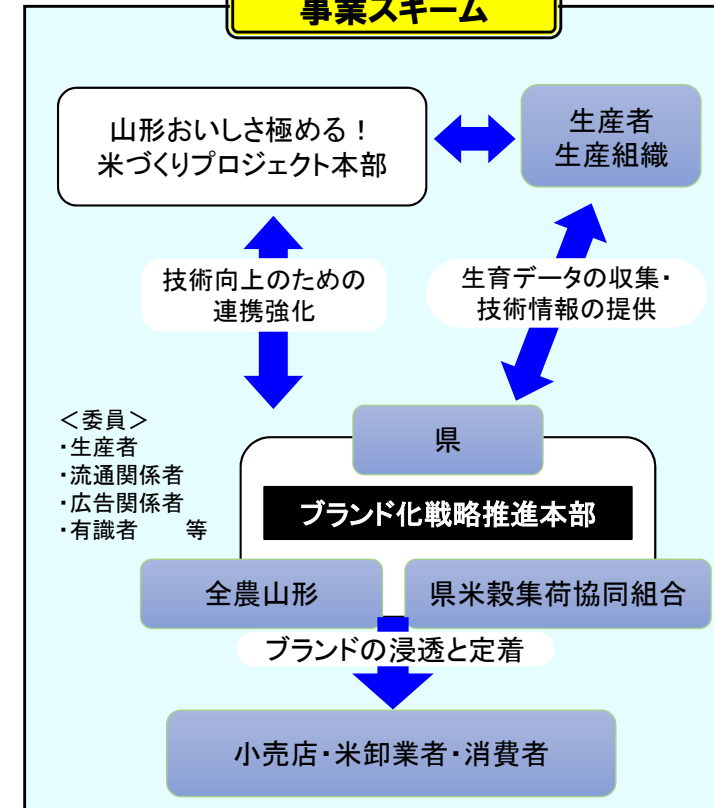 事業スキーム
山形おいしさ極める！
米づくりプロジェクト本部
生産者
生産組織
技術向上のための
連携強化
生育データの収集・
技術情報の提供
＜委員＞
・生産者
・流通関係者
・広告関係者
・有識者　　等
県
ブランド化戦略推進本部
全農山形
県米穀集荷協同組合
ブランドの浸透と定着
小売店・米卸業者・消費者